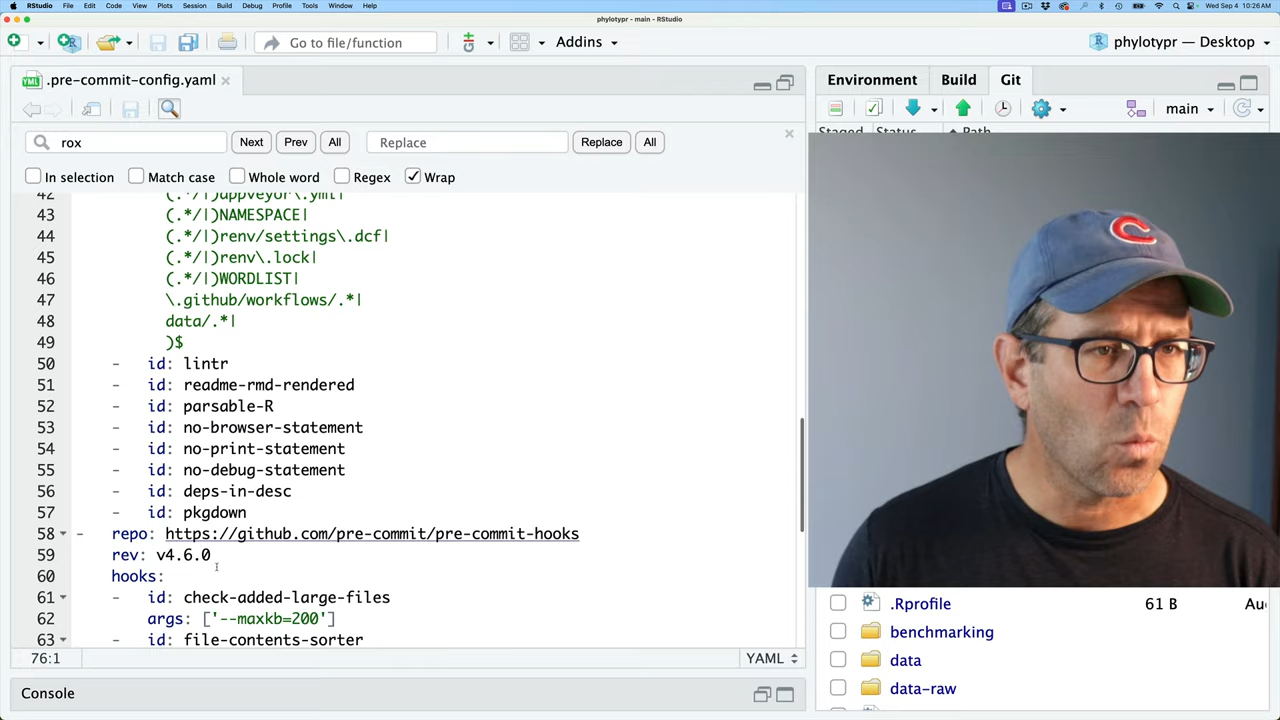 RStudio File Edit Code View Plots Session Build Debug Profile Tools Window Help Wed Sep 4 10:26 AM
phylotypr - main - RStudio
Go to file/function Addins phylotypr — Desktop
.pre-commit-config.yaml
Environment Build Git
main
Staged Status Path
rox Next Prev All Replace Replace All
In selection Match case Whole word Regex Wrap
42 (.*/|)appveyor\.yml|
43 (.*/|)NAMESPACE|
44 (.*/|)renv/settings\.dcf|
45 (.*/|)renv\.lock|
46 (.*/|)WORDLIST|
47 \.github/workflows/.*|
48 data/.*|
49 )$
50 - id: lintr
51 - id: readme-rmd-rendered
52 - id: parsable-R
53 - id: no-browser-statement
54 - id: no-print-statement
55 - id: no-debug-statement
56 - id: deps-in-desc
57 - id: pkgdown
58 - repo: https://github.com/pre-commit/pre-commit-hooks
59 rev: v4.6.0
60 hooks:
61 - id: check-added-large-files
62 args: ['--maxkb=200']
63 - id: file-contents-sorter
76:1 YAML
Console
C
.Rprofile 61 B Au
benchmarking
data
data-raw